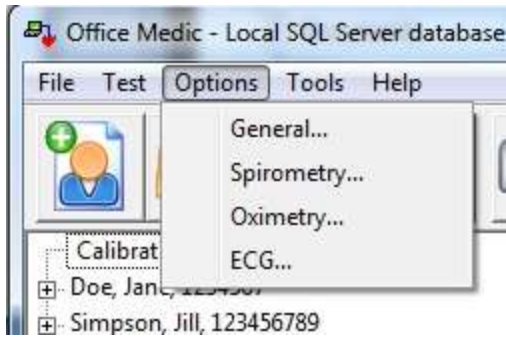 Office Medic - Local SQL Server database
File Test Options Tools Help
General...
Spirometry...
Oximetry...
ECG...
Doe, Jane, 1234567
Simpson, Jill, 123456789